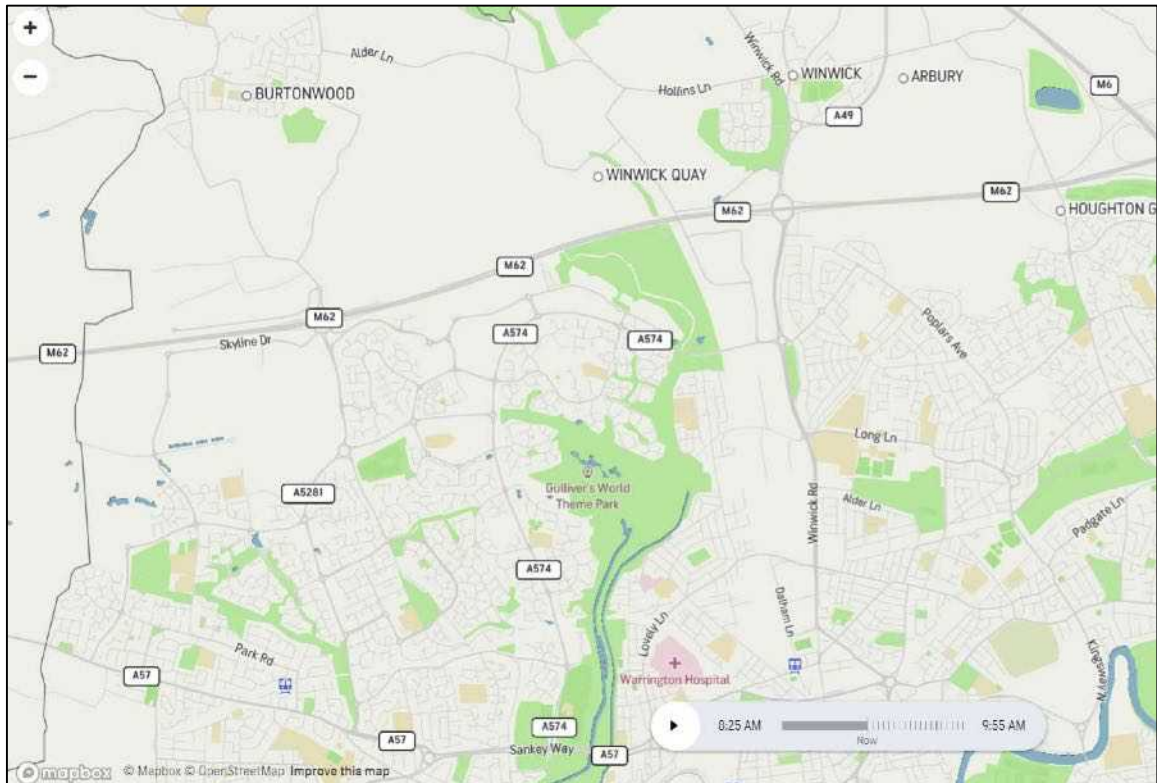 +
−
Alder Ln
BURTONWOOD
Winwick Rd
WINWICK
ARBURY
Hollins Ln
M6
A49
WINWICK QUAY
M62
M62
HOUGHTON G
M62
M62
A574
A574
Skyline Dr
M62
Poplars Ave
Long Ln
Gulliver's World
Theme Park
A5281
Alder Ln
Winwick Rd
Padgate Ln
A574
Dalham Ln
Lovely Ln
Park Rd
Kingsway N
A57
Warrington Hospital
8:25 AM
9:55 AM
Now
A574
A57
Sankey Way
A57
mapbox
© Mapbox © OpenStreetMap Improve this map